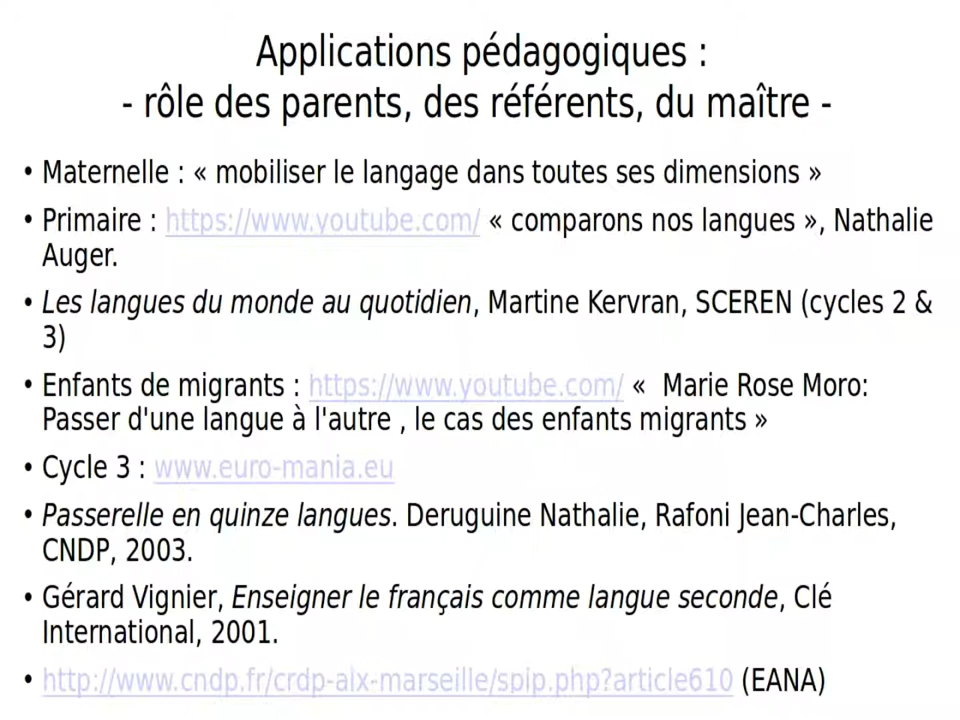 Applications pédagogiques :
- rôle des parents, des référents, du maître -
• Maternelle : « mobiliser le langage dans toutes ses dimensions »
• Primaire : https://www.youtube.com/ « comparons nos langues », Nathalie
Auger.
• Les langues du monde au quotidien, Martine Kervran, SCEREN (cycles 2 &
3)
• Enfants de migrants : https://www.youtube.com/ «  Marie Rose Moro:
Passer d'une langue à l'autre , le cas des enfants migrants »
• Cycle 3 : www.euro-mania.eu
• Passerelle en quinze langues. Deruguine Nathalie, Rafoni Jean-Charles,
CNDP, 2003.
• Gérard Vignier, Enseigner le français comme langue seconde, Clé
International, 2001.
• http://www.cndp.fr/crdp-aix-marseille/spip.php?article610 (EANA)